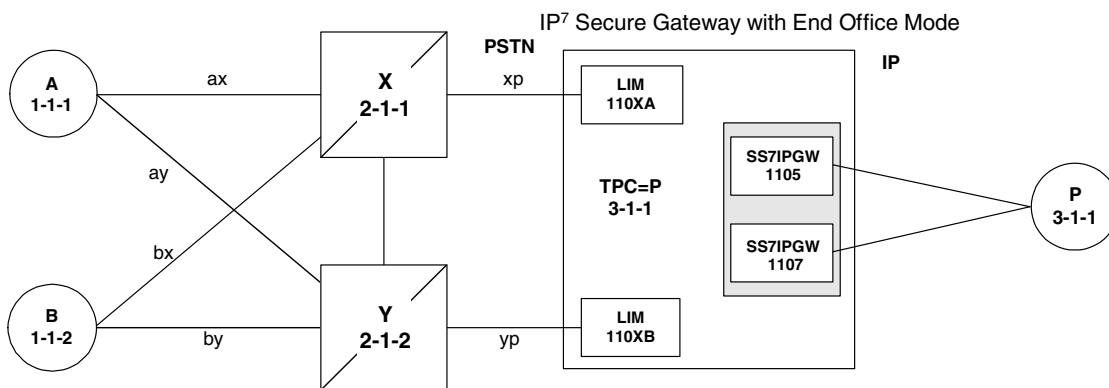 IP⁷ Secure Gateway with End Office Mode
PSTN
IP
A
1-1-1
ax
X
2-1-1
xp
LIM
110XA
ay
SS7IPGW
1105
TPC=P
3-1-1
P
3-1-1
bx
SS7IPGW
1107
B
1-1-2
by
Y
2-1-2
yp
LIM
110XB